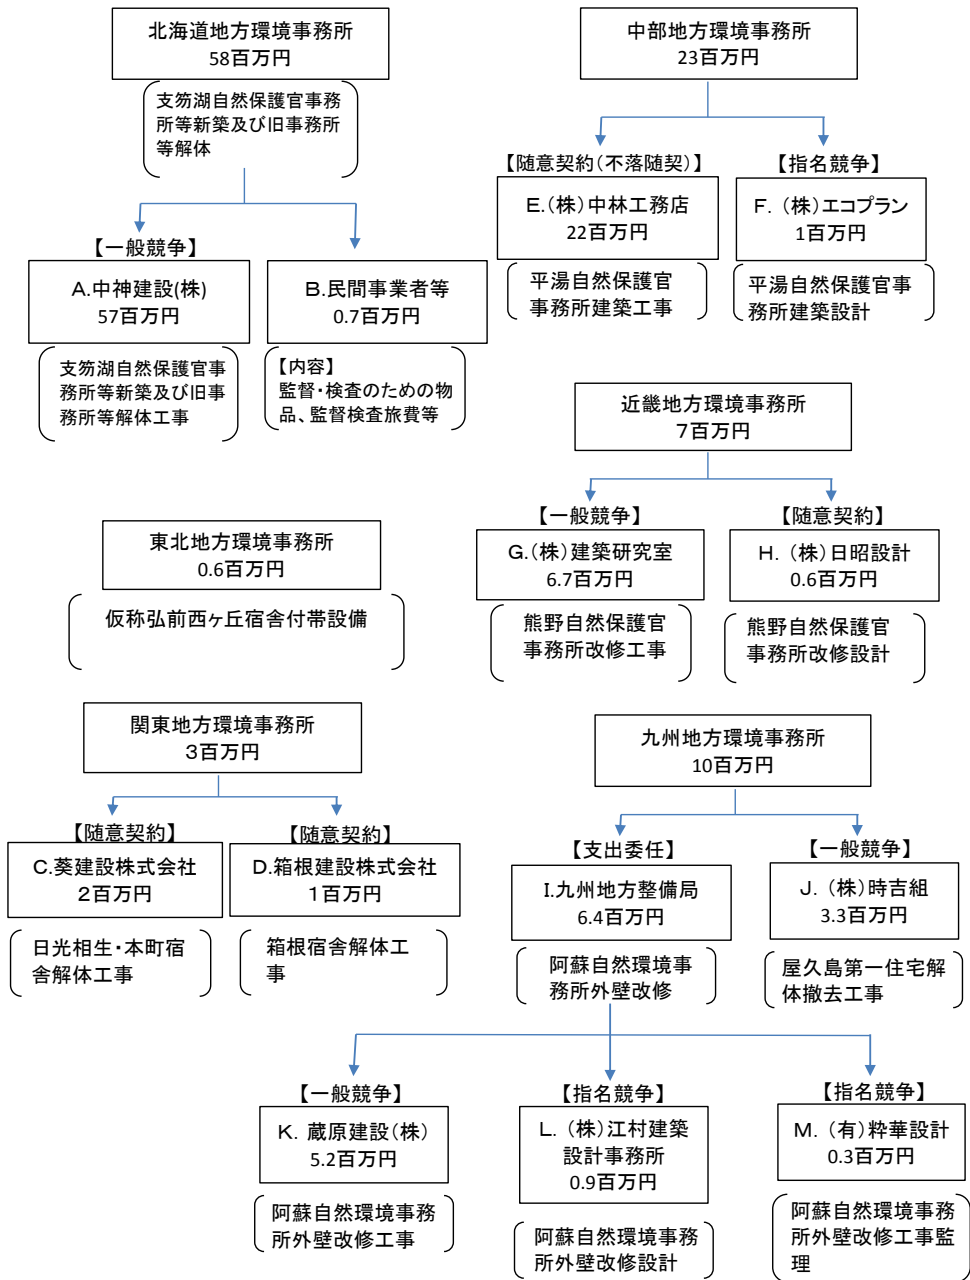 北海道地方環境事務所
58百万円
支笏湖自然保護官事務
所等新築及び旧事務所
等解体
【一般競争】
A.中神建設(株)
57百万円
支笏湖自然保護官事
務所等新築及び旧事
務所等解体工事
B.民間事業者等
0.7百万円
【内容】
監督・検査のための物
品、監督検査旅費等
中部地方環境事務所
23百万円
【随意契約(不落随契)】
E.(株)中林工務店
22百万円
平湯自然保護官
事務所建築工事
【指名競争】
F. (株)エコプラン
1百万円
平湯自然保護官事
務所建築設計
近畿地方環境事務所
7百万円
【一般競争】
G.(株)建築研究室
6.7百万円
熊野自然保護官
事務所改修工事
【随意契約】
H. (株)日昭設計
0.6百万円
熊野自然保護官
事務所改修設計
東北地方環境事務所
0.6百万円
仮称弘前西ヶ丘宿舎付帯設備
関東地方環境事務所
３百万円
【随意契約】
C.葵建設株式会社
２百万円
日光相生・本町宿
舎解体工事
【随意契約】
D.箱根建設株式会社
１百万円
箱根宿舎解体工
事
九州地方環境事務所
10百万円
【支出委任】
I.九州地方整備局
6.4百万円
阿蘇自然環境事
務所外壁改修
【一般競争】
J. (株)時吉組
3.3百万円
屋久島第一住宅解
体撤去工事
【一般競争】
K. 蔵原建設(株)
5.2百万円
阿蘇自然環境事務
所外壁改修工事
【指名競争】
L. (株)江村建築
設計事務所
0.9百万円
阿蘇自然環境事務
所外壁改修設計
【指名競争】
M. (有)粋華設計
0.3百万円
阿蘇自然環境事務
所外壁改修工事監
理